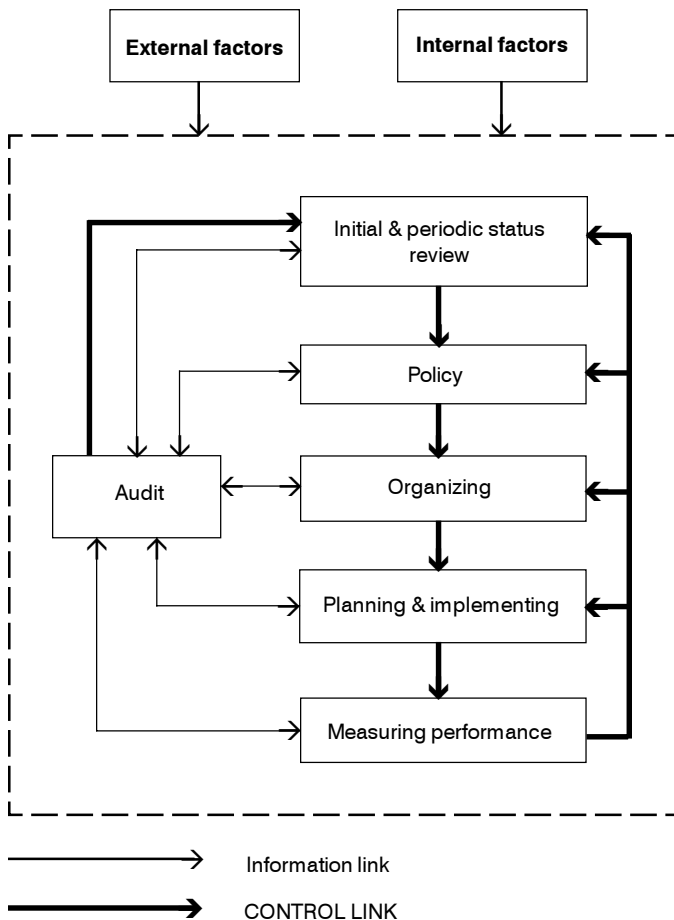 External factors
Internal factors
Initial & periodic status
review
Policy
Audit
Organizing
Planning & implementing
Measuring performance
Information link
CONTROL LINK